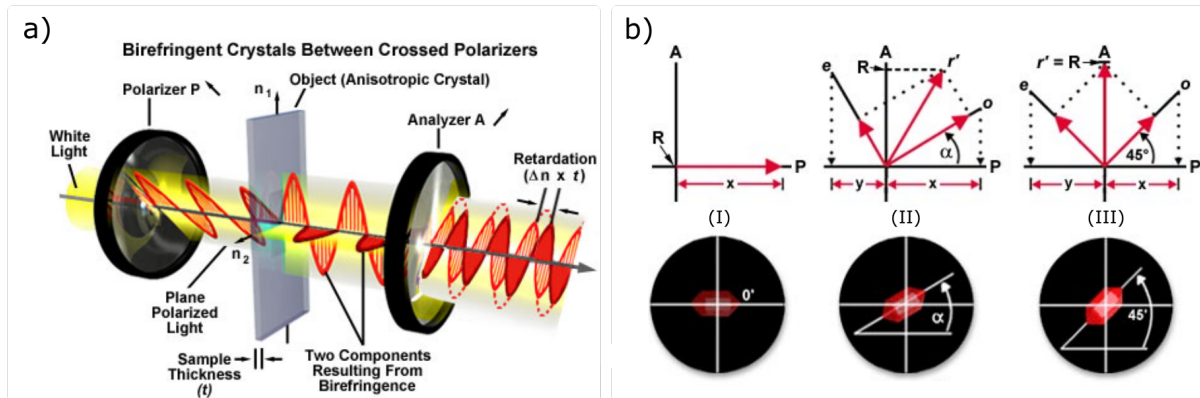 a)
Birefringent Crystals Between Crossed Polarizers
Polarizer P
White
Light
n1
Object (Anisotropic Crystal)
Analyzer A
Retardation
(Δn x t)
n2
Plane
Polarized
Light
Sample
Thickness
(t)
Two Components
Resulting From
Birefringence
b)
A
R
P
x
(I)
A
e
R
r'
o
α
P
y
x
(II)
A
r' = R
e
o
45°
P
y
x
(III)
0'
α
45'